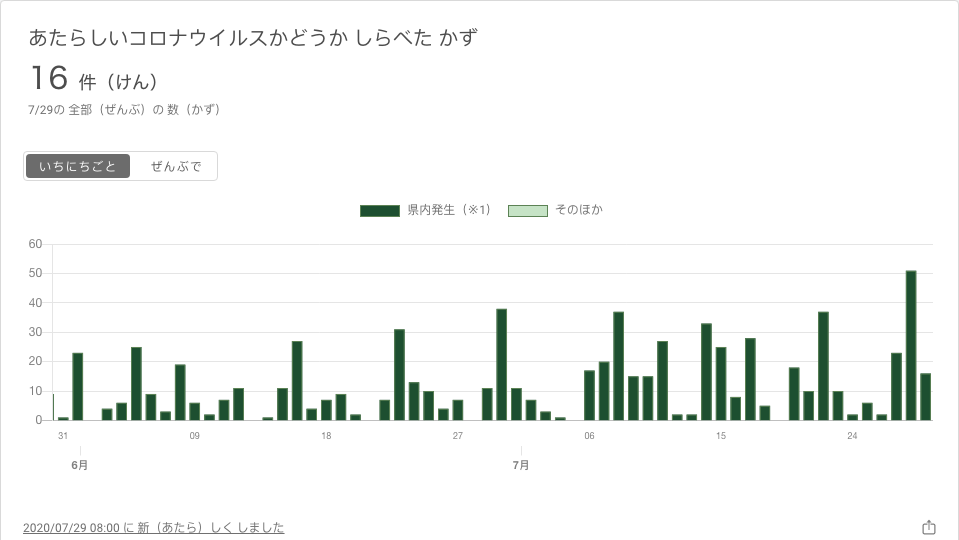 あたらしいコロナウイルスかどうか しらべた かず
16 件（けん）
7/29の 全部（ぜんぶ）の 数（かず）
いちにちごと ぜんぶで
県内発生（※1） そのほか
60
50
40
30
20
10
0
31 09 18 27 06 15 24
6月 7月
2020/07/29 08:00 に 新（あたら）しく しました